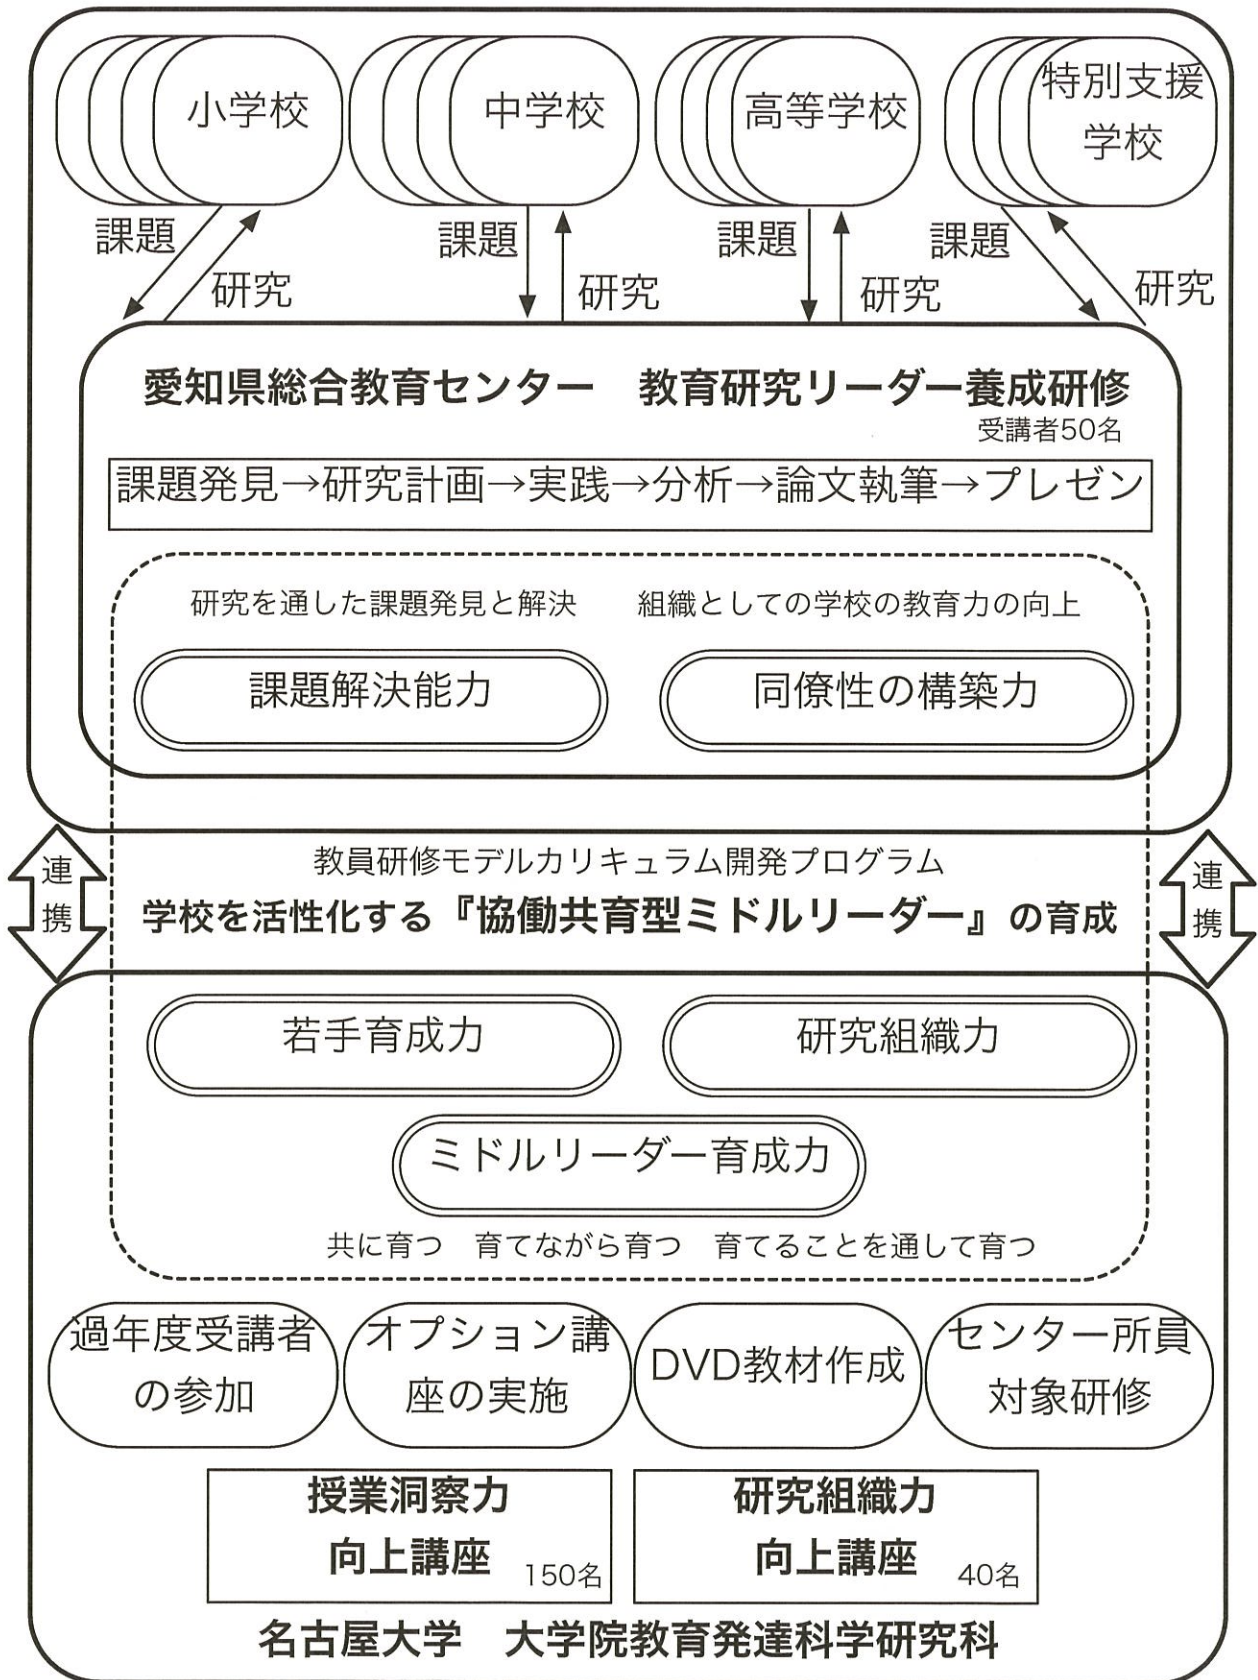 小学校
中学校
高等学校
特別支援
学校
課題
研究
課題
研究
課題
研究
課題
研究
愛知県総合教育センター　教育研究リーダー養成研修
受講者50名
課題発見→研究計画→実践→分析→論文執筆→プレゼン
研究を通した課題発見と解決
組織としての学校の教育力の向上
課題解決能力
同僚性の構築力
連
携
教員研修モデルカリキュラム開発プログラム
学校を活性化する『協働共育型ミドルリーダー』の育成
連
携
若手育成力
研究組織力
ミドルリーダー育成力
共に育つ　育てながら育つ　育てることを通して育つ
過年度受講者
の参加
オプション講
座の実施
DVD教材作成
センター所員
対象研修
授業洞察力
向上講座 150名
研究組織力
向上講座 40名
名古屋大学　大学院教育発達科学研究科